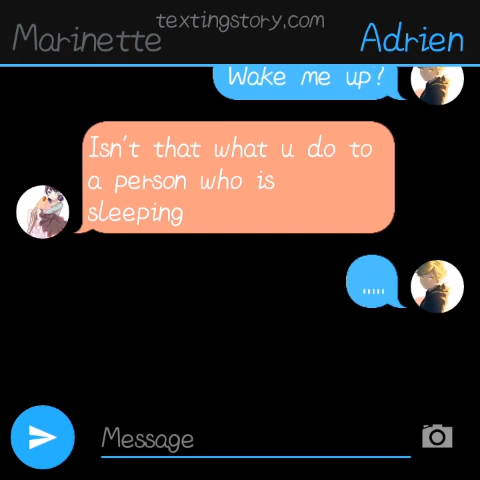 textingstory.com
Marinette
Adrien
Wake me up?
Isn't that what u do to
a person who is
sleeping
.....
Message